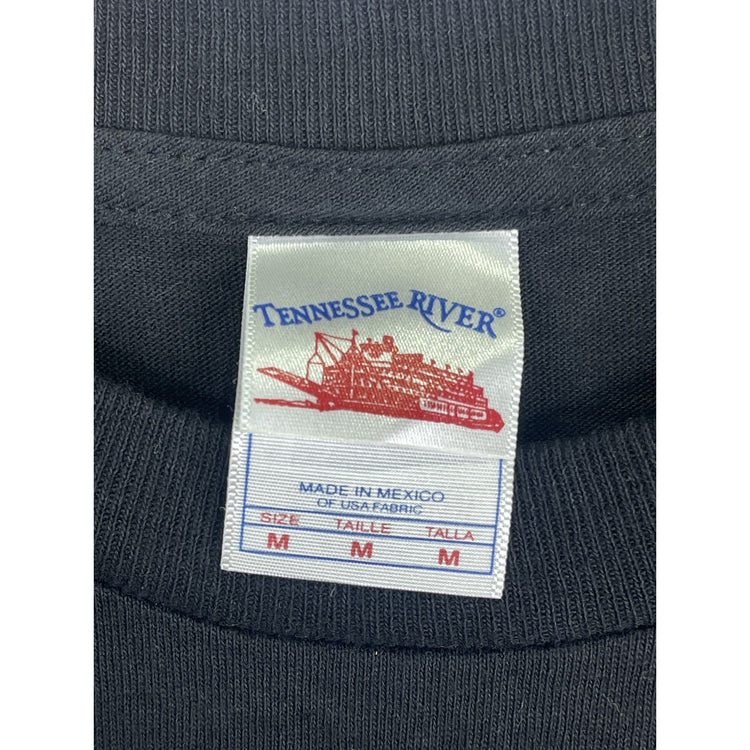 TENNESSEE RIVER®
MADE IN MEXICO
OF USA FABRIC
SIZE TAILLE TALLA
M M M